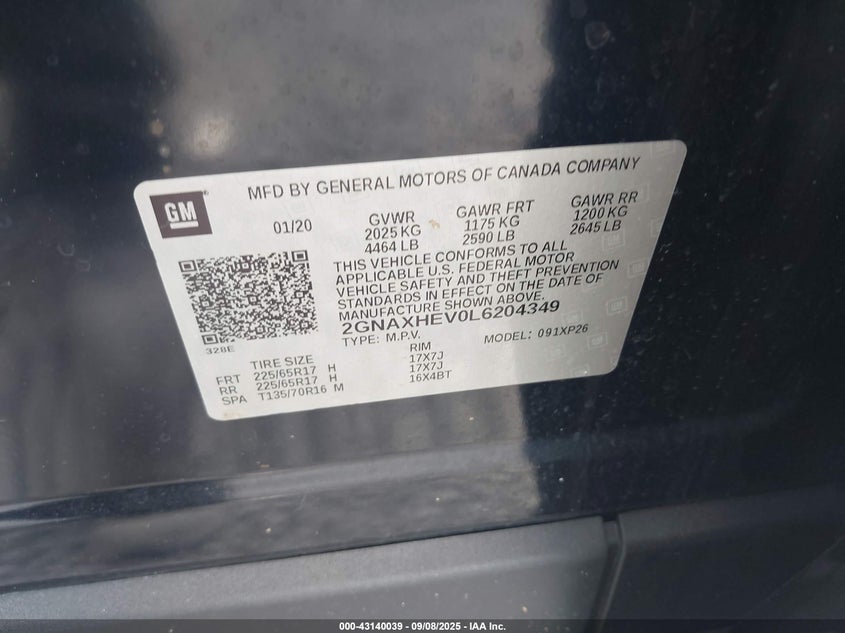 MFD BY GENERAL MOTORS OF CANADA COMPANY
GM
01/20
GVWR
2025 KG
4464 LB
GAWR FRT
1175 KG
2590 LB
GAWR RR
1200 KG
2645 LB
THIS VEHICLE CONFORMS TO ALL
APPLICABLE U.S. FEDERAL MOTOR
VEHICLE SAFETY AND THEFT PREVENTION
STANDARDS IN EFFECT ON THE DATE OF
MANUFACTURE SHOWN ABOVE.
2GNAXHEV0L6204349
TYPE: M.P.V.
MODEL: 091XP26
328E
TIRE SIZE RIM
FRT 225/65R17 H 17X7J
RR 225/65R17 H 17X7J
SPA T135/70R16 M 16X4BT
000-43140039 - 09/08/2025 - IAA Inc.